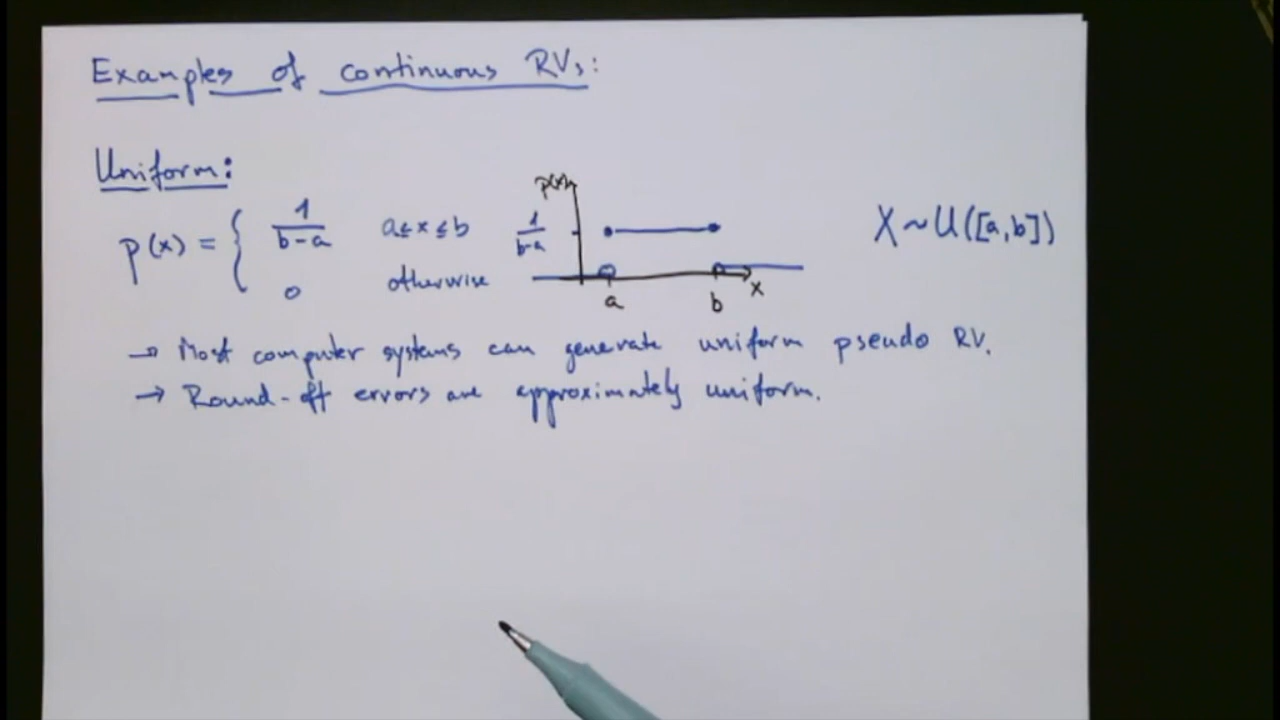 Examples of continuous RVs:
Uniform:
p(x) = { 1/(b-a) a≤x≤b
0 otherwise
p(x)
1/(b-a)
a b x
X~U([a,b])
→ Most computer systems can generate uniform pseudo RV.
→ Round-off errors are approximately uniform.